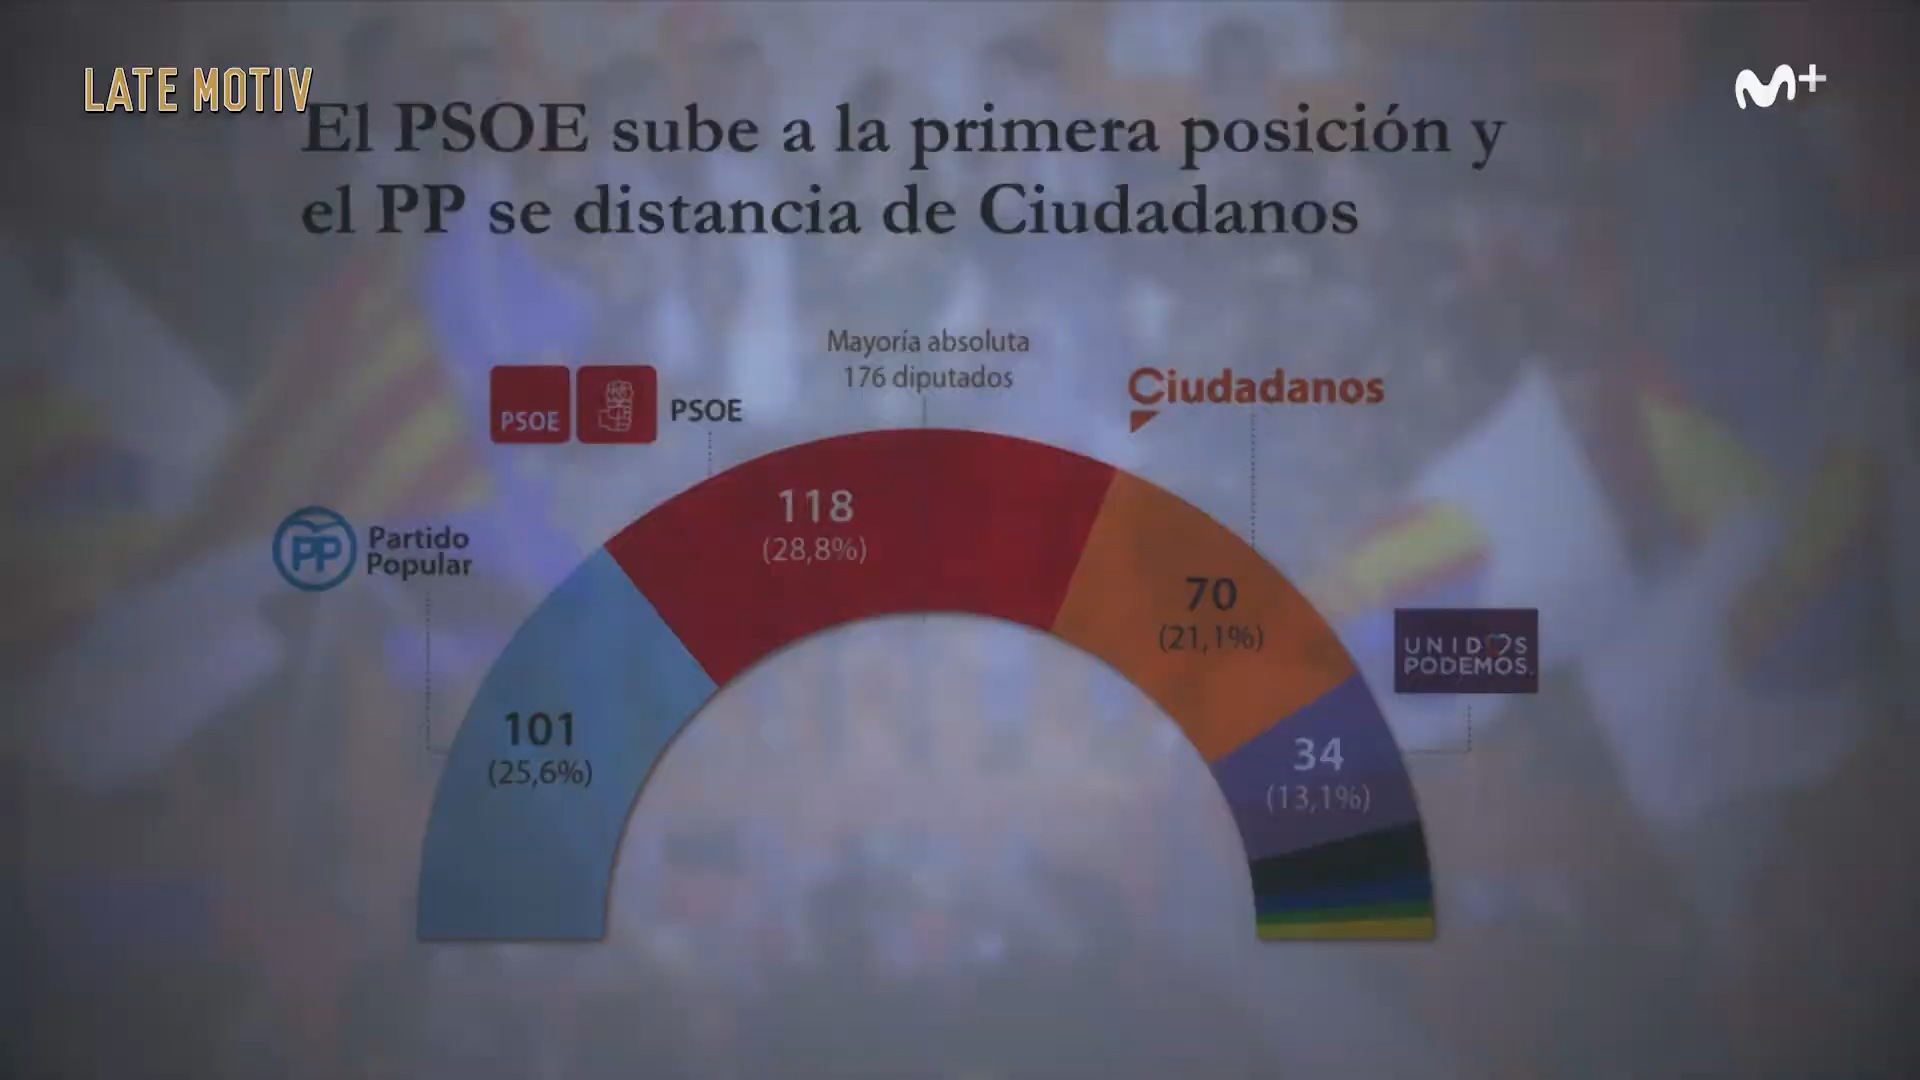 LATE MOTIV
M+
El PSOE sube a la primera posición y
el PP se distancia de Ciudadanos
Mayoría absoluta
176 diputados
PSOE
PSOE
Ciudadanos
PP
Partido
Popular
118
(28,8%)
70
(21,1%)
UNIDOS
PODEMOS.
101
(25,6%)
34
(13,1%)